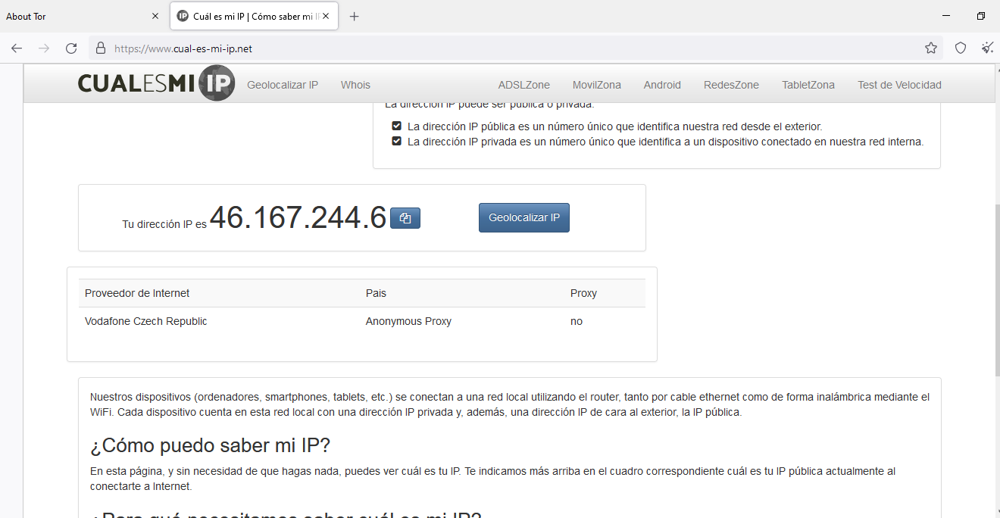 About Tor
Cuál es mi IP | Cómo saber mi I
https://www.cual-es-mi-ip.net
CUALESMI IP
Geolocalizar IP
Whois
ADSLZone
MovilZona
Android
RedesZone
TabletZona
Test de Velocidad
La dirección IP puede ser pública o privada.
La dirección IP pública es un número único que identifica nuestra red desde el exterior.
La dirección IP privada es un número único que identifica a un dispositivo conectado en nuestra red interna.
Tu dirección IP es 46.167.244.6
Geolocalizar IP
Proveedor de Internet Pais Proxy
Vodafone Czech Republic Anonymous Proxy no
Nuestros dispositivos (ordenadores, smartphones, tablets, etc.) se conectan a una red local utilizando el router, tanto por cable ethernet como de forma inalámbrica mediante el
WiFi. Cada dispositivo cuenta en esta red local con una dirección IP privada y, además, una dirección IP de cara al exterior, la IP pública.
¿Cómo puedo saber mi IP?
En esta página, y sin necesidad de que hagas nada, puedes ver cuál es tu IP. Te indicamos más arriba en el cuadro correspondiente cuál es tu IP pública actualmente al
conectarte a Internet.
¿Para qué necesitamos saber cuál es mi IP?